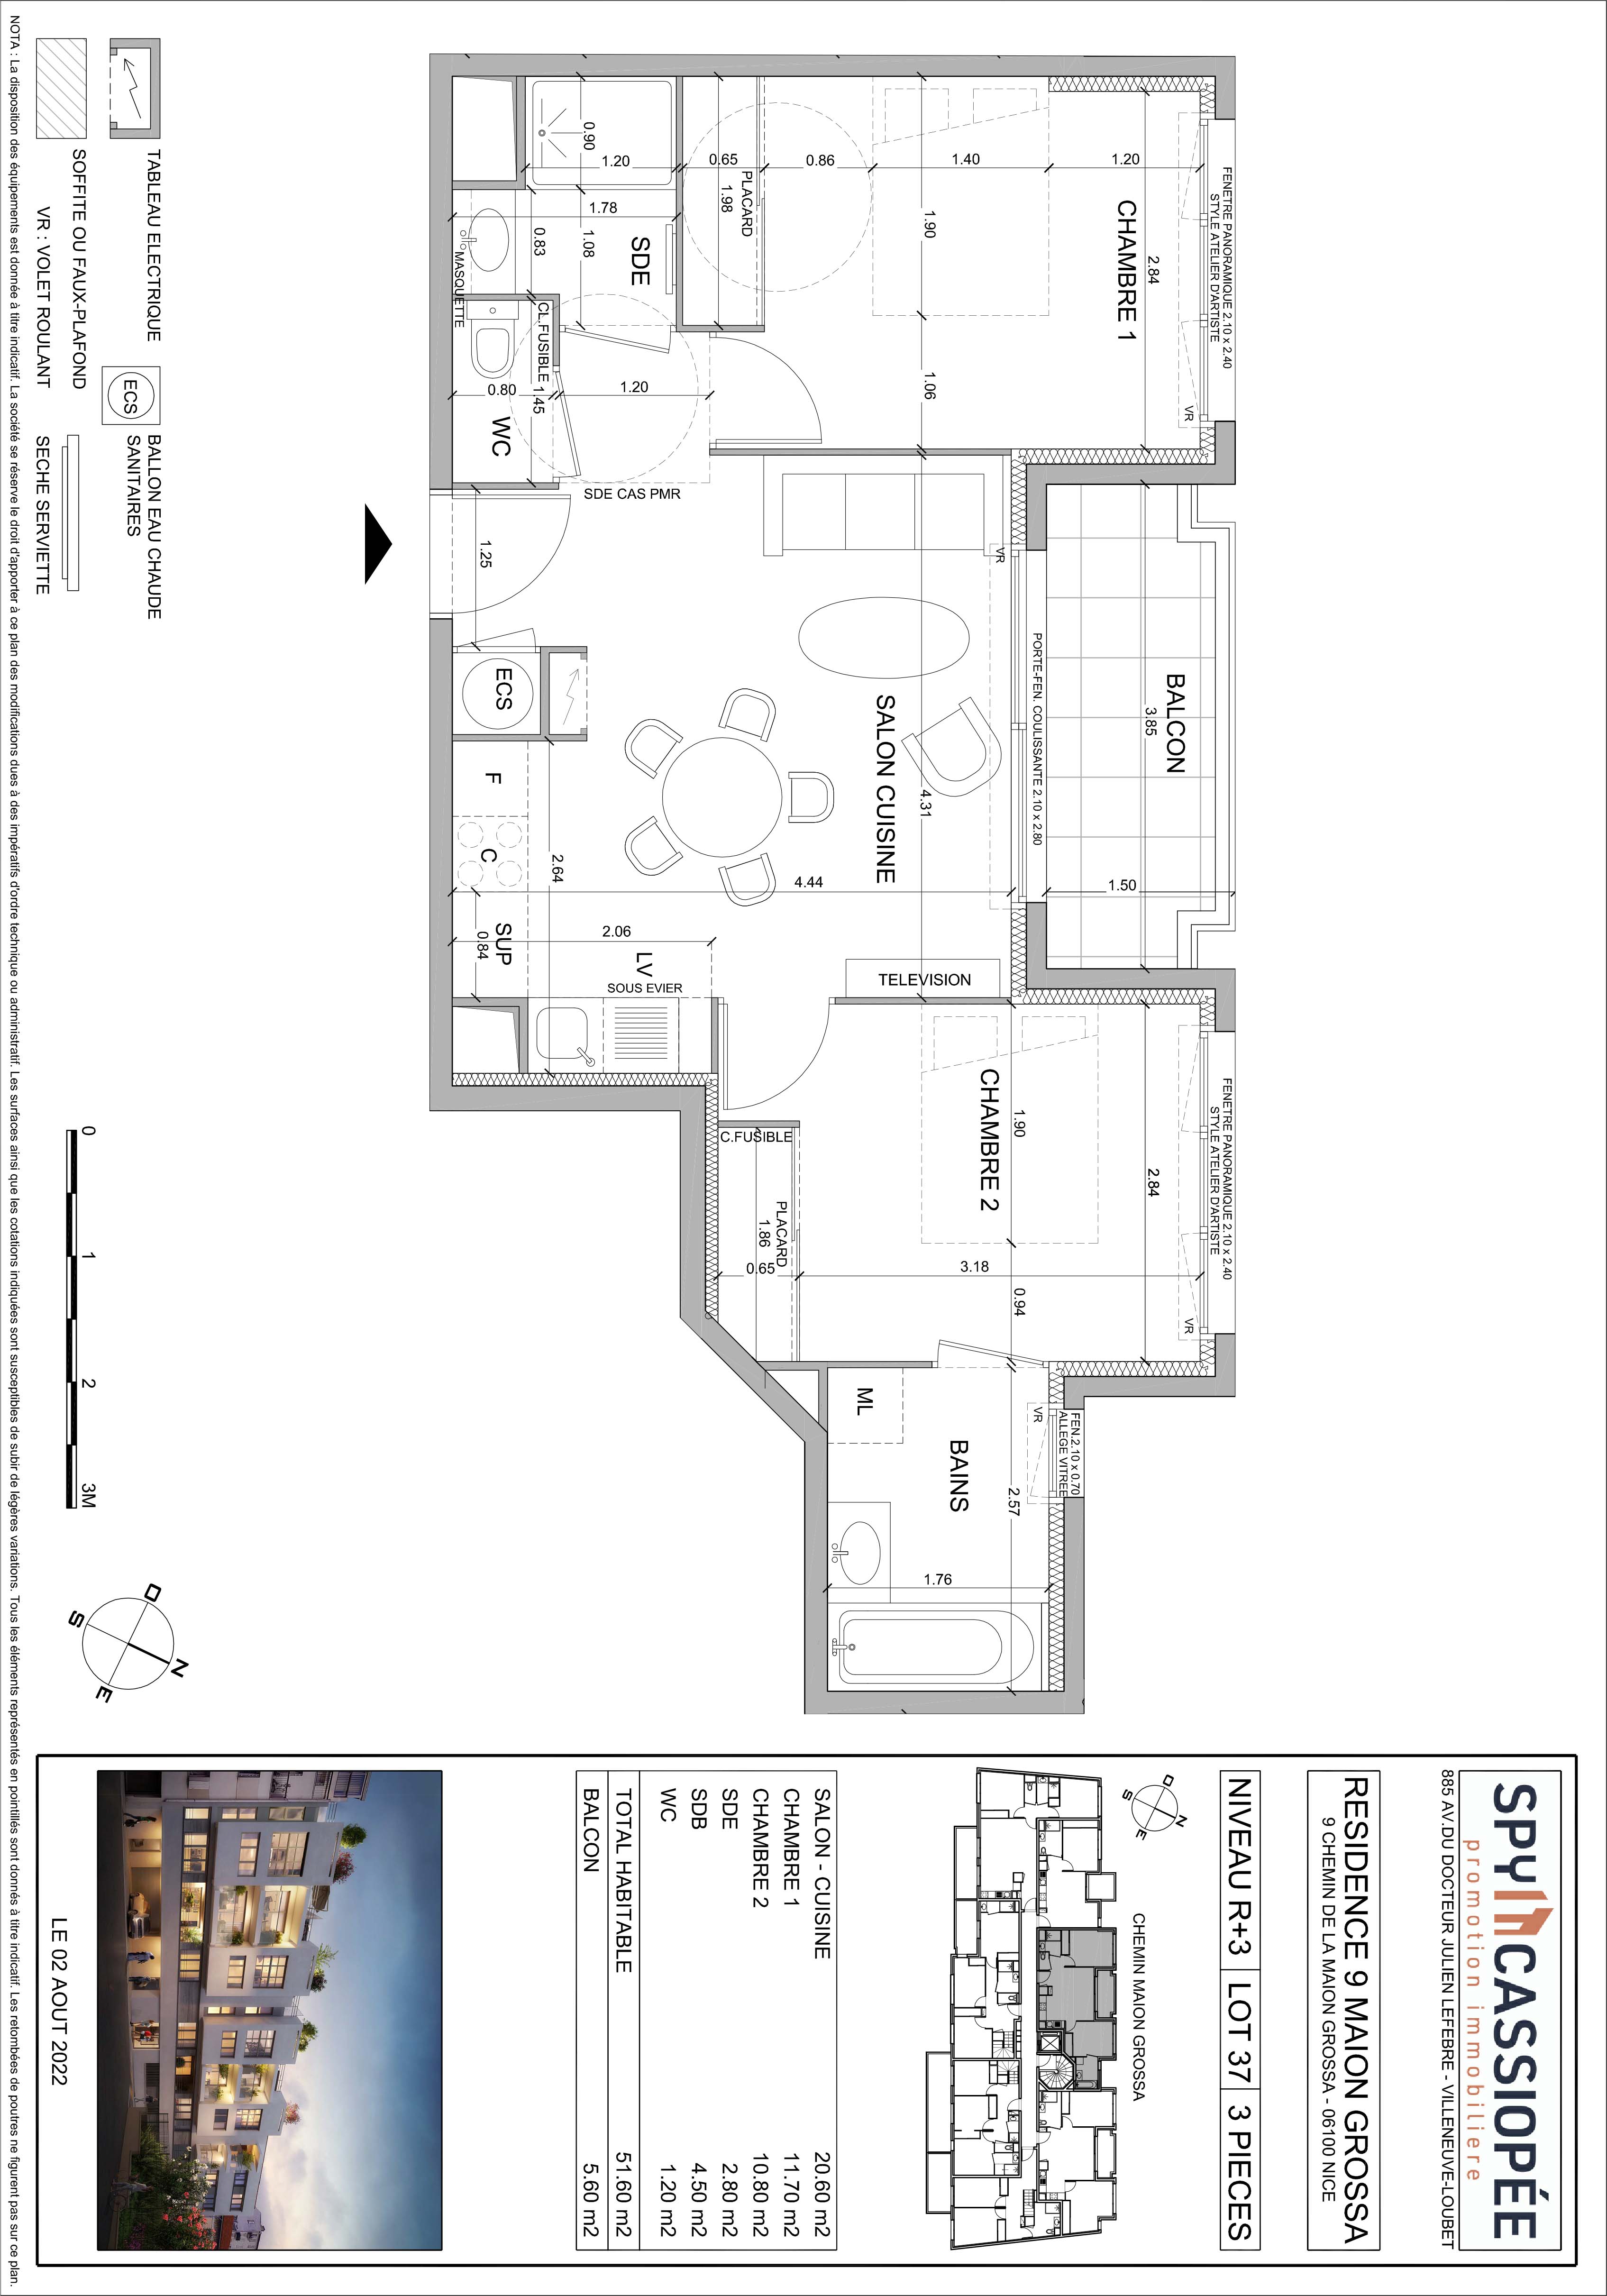 SPY CASSIOPÉE
promotion immobiliere
885 AV.DU DOCTEUR JULIEN LEFEBRE - VILLENEUVE-LOUBET
RESIDENCE 9 MAION GROSSA
9 CHEMIN DE LA MAION GROSSA - 06100 NICE
NIVEAU R+3 LOT 37 3 PIECES
N
O
E
S
CHEMIN MAION GROSSA
SALON - CUISINE 20.60 m2
CHAMBRE 1 11.70 m2
CHAMBRE 2 10.80 m2
SDE 2.80 m2
SDB 4.50 m2
WC 1.20 m2
TOTAL HABITABLE 51.60 m2
BALCON 5.60 m2
LE 02 AOUT 2022
FENETRE PANORAMIQUE 2.10 x 2.40
STYLE ATELIER D'ARTISTE
VR
2.84
1.20
CHAMBRE 1
1.40
1.90
1.06
0.86
PLACARD
1.98
0.65
BALCON
3.85
1.50
PORTE-FEN. COULISSANTE 2.10 x 2.80
VR
FENETRE PANORAMIQUE 2.10 x 2.40
STYLE ATELIER D'ARTISTE
VR
2.84
1.90
0.94
CHAMBRE 2
3.18
PLACARD
1.86
0.65
C.FUSIBLE
FEN.2.10 x 0.70
ALLEGE VITREE
VR
2.57
BAINS
1.76
ML
TELEVISION
4.31
SALON CUISINE
4.44
SDE
1.20
1.78
0.90
1.08
0.83
MASQUETTE
1.20
SDE CAS PMR
CL.FUSIBLE
1.45
0.80
WC
1.25
ECS
2.64
2.06
LV
SOUS EVIER
F
C
SUP
0.84
TABLEAU ELECTRIQUE
ECS
BALLON EAU CHAUDE
SANITAIRES
SOFFITE OU FAUX-PLAFOND
VR : VOLET ROULANT
SECHE SERVIETTE
0 1 2 3M
N
O
E
S
NOTA : La disposition des équipements est donnée à titre indicatif. La société se réserve le droit d'apporter à ce plan des modifications dues à des impératifs d'ordre technique ou administratif. Les surfaces ainsi que les cotations indiquées sont susceptibles de subir de légères variations. Tous les éléments représentés en pointillés sont donnés à titre indicatif. Les retombées de poutres ne figurent pas sur ce plan.